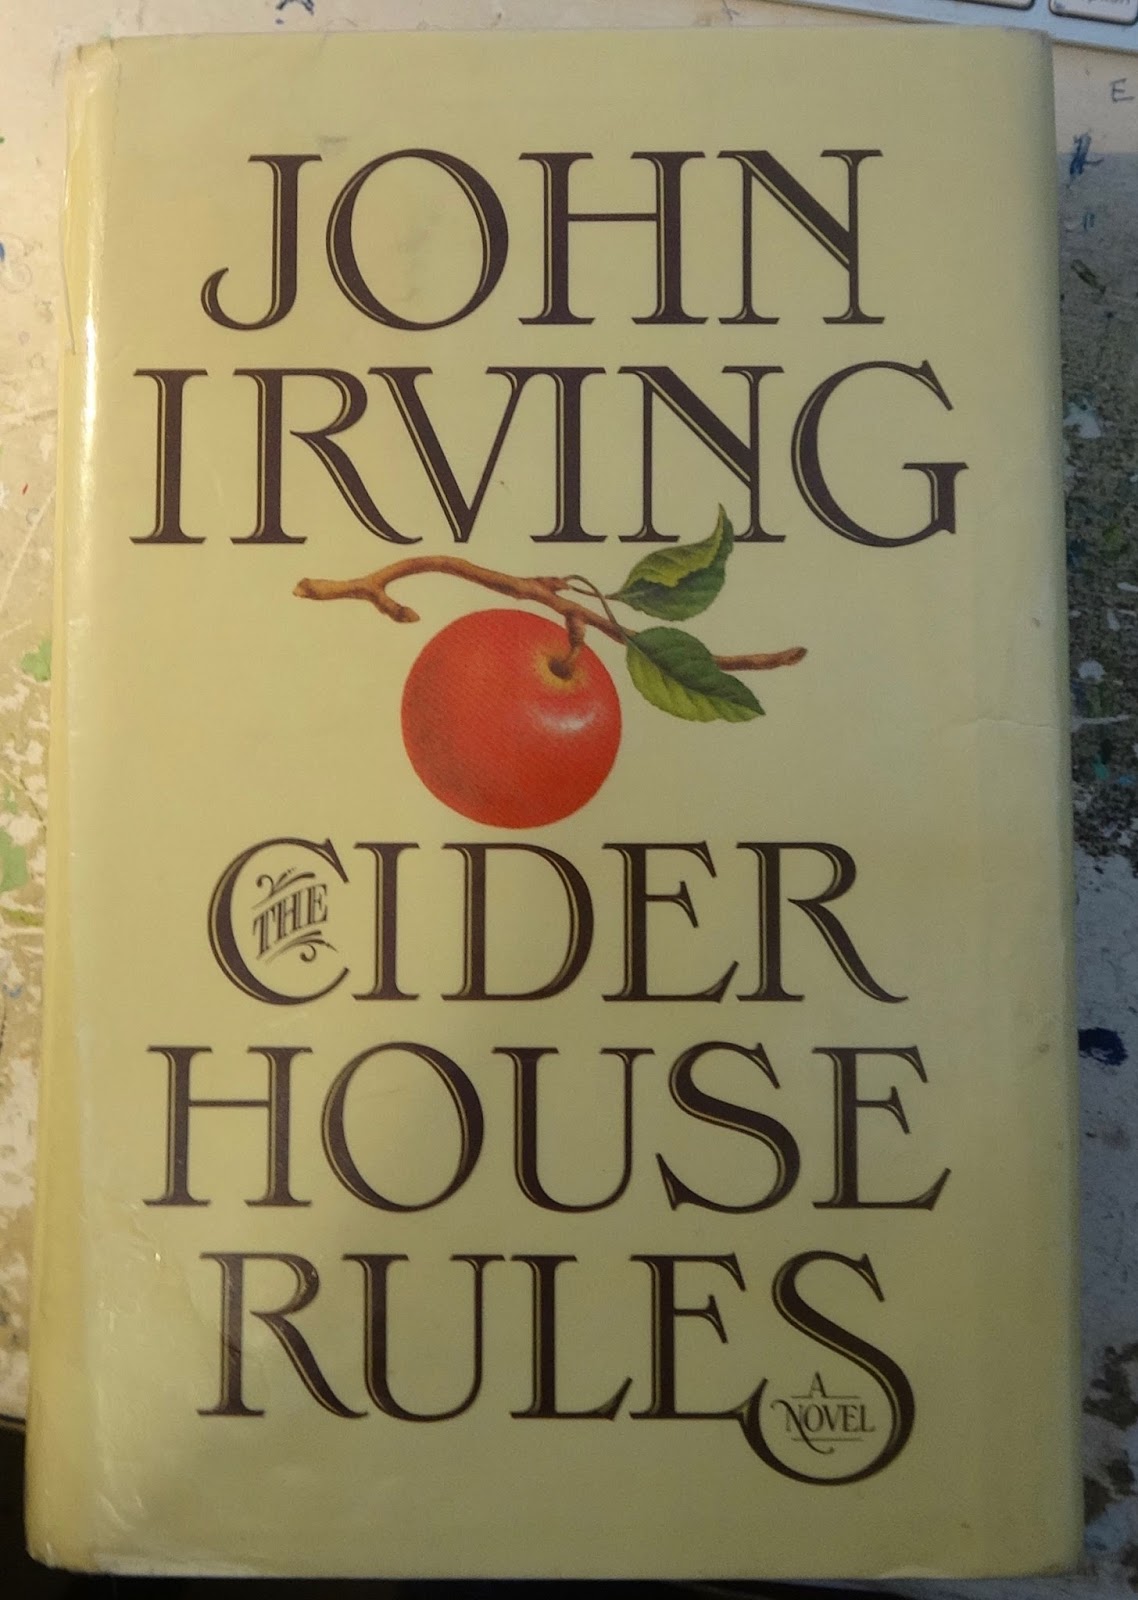 E
JOHN
IRVING
THE
CIDER
HOUSE
RULES
A
NOVEL